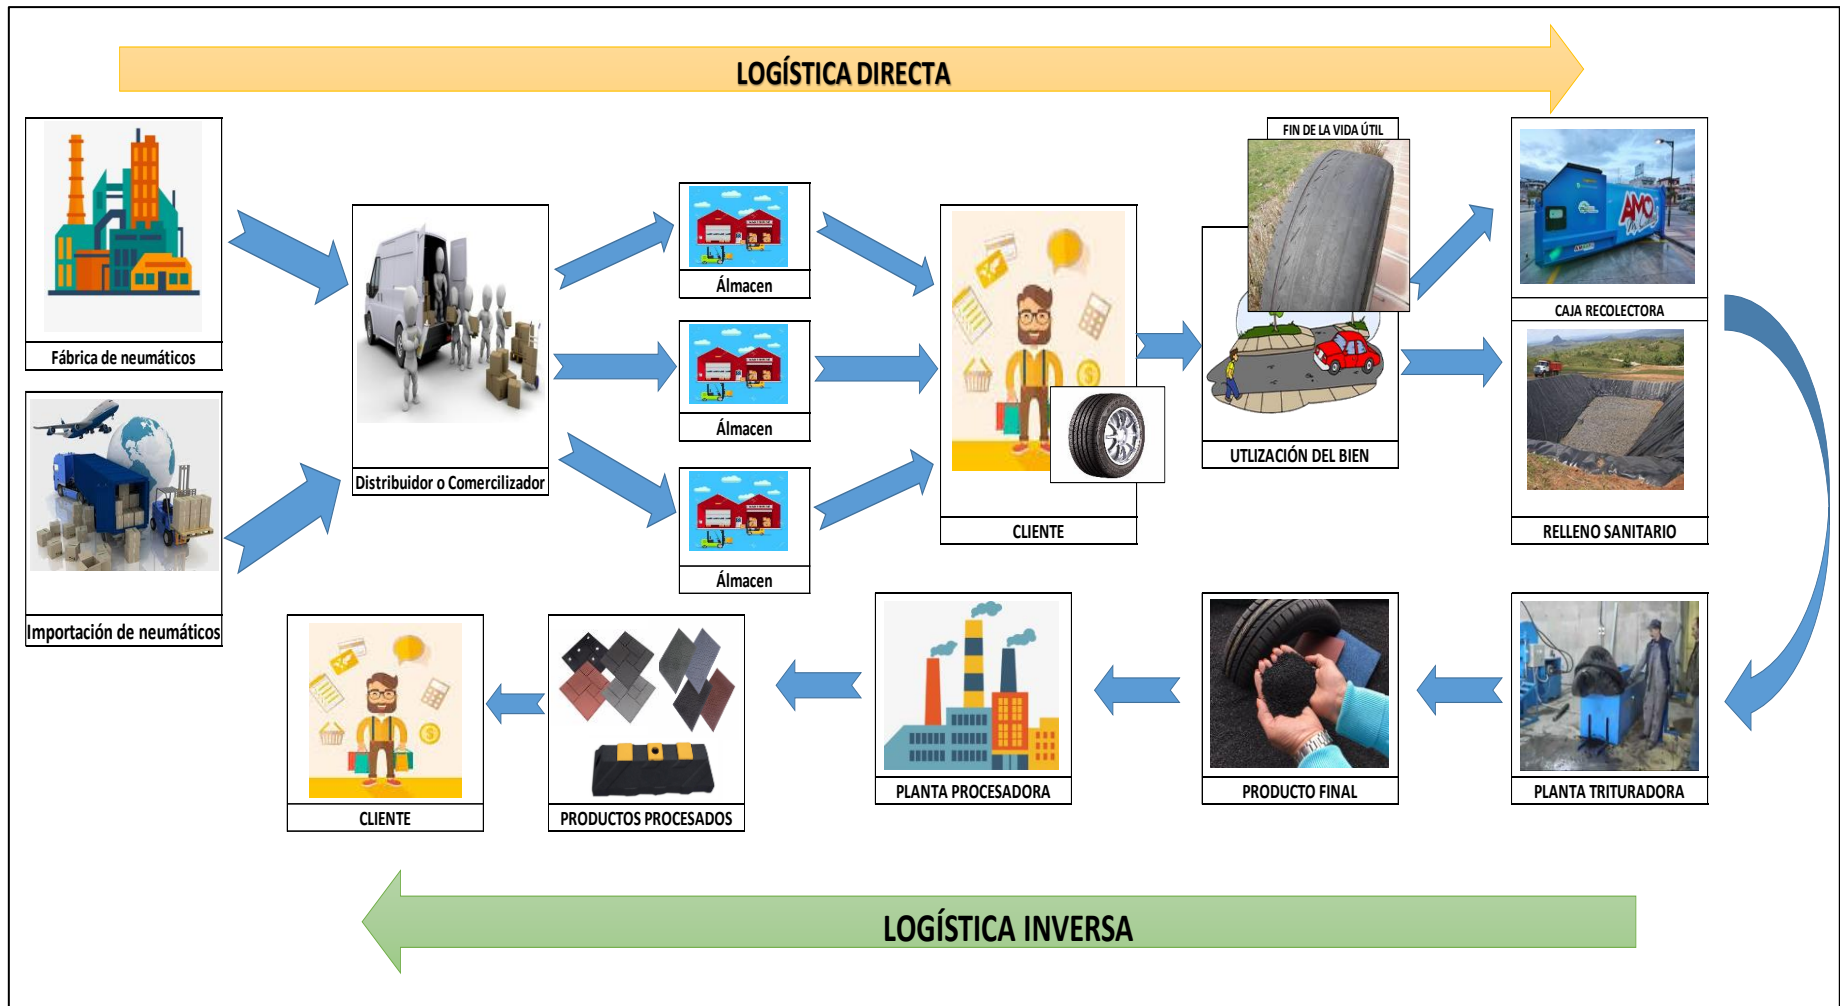 LOGÍSTICA DIRECTA
FIN DE LA VIDA ÚTIL
AMO
Álmacen
Fábrica de neumáticos
CAJA RECOLECTORA
Álmacen
UTLIZACIÓN DEL BIEN
Distribuidor o Comercilizador
CLIENTE
RELLENO SANITARIO
Álmacen
Importación de neumáticos
PLANTA PROCESADORA
PRODUCTO FINAL
PLANTA TRITURADORA
CLIENTE
PRODUCTOS PROCESADOS
LOGÍSTICA INVERSA